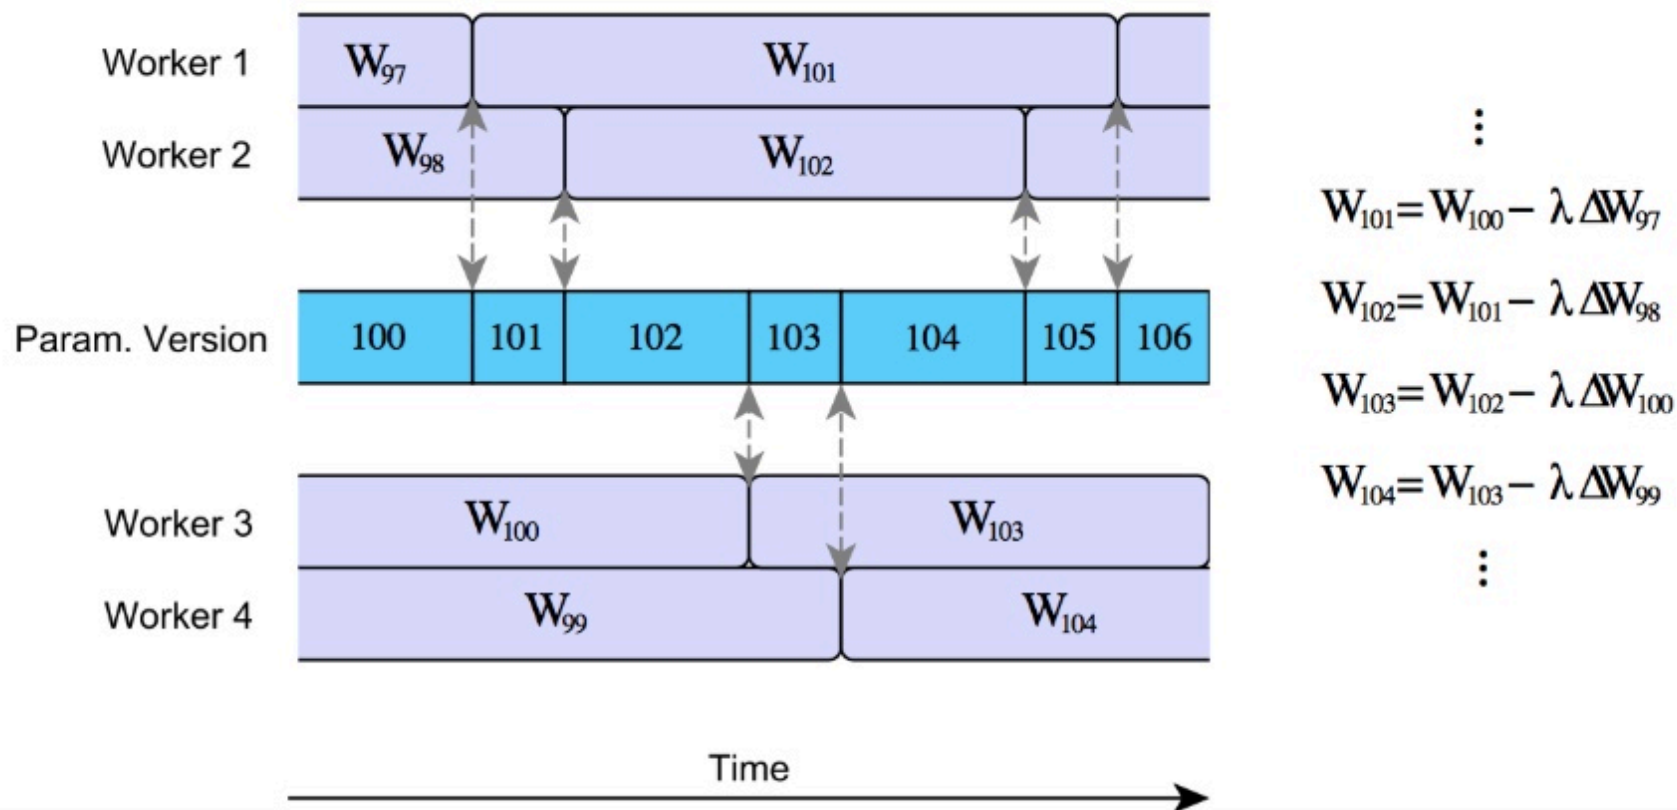 Worker 1
W₉₇
W₁₀₁
Worker 2
W₉₈
W₁₀₂
Param. Version
100
101
102
103
104
105
106
Worker 3
W₁₀₀
W₁₀₃
Worker 4
W₉₉
W₁₀₄
Time
⋮
W₁₀₁= W₁₀₀ − λ ΔW₉₇
W₁₀₂= W₁₀₁ − λ ΔW₉₈
W₁₀₃= W₁₀₂ − λ ΔW₁₀₀
W₁₀₄= W₁₀₃ − λ ΔW₉₉
⋮